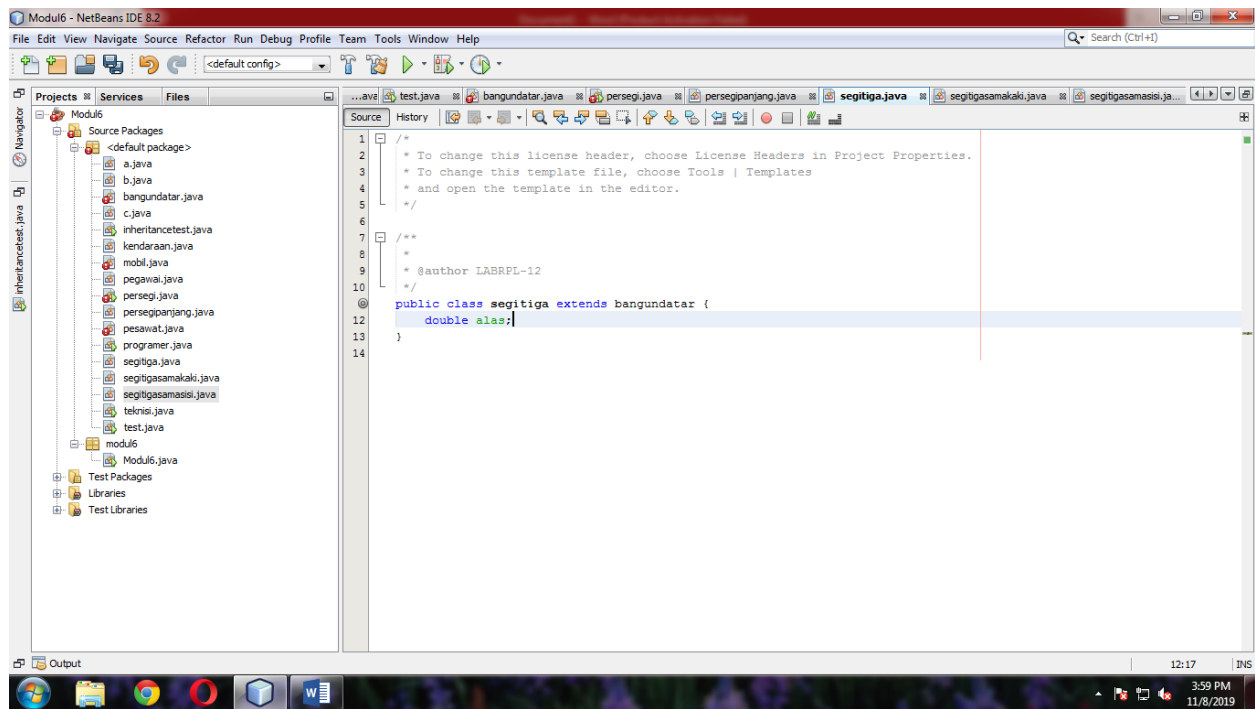 Modul6 - NetBeans IDE 8.2
File Edit View Navigate Source Refactor Run Debug Profile Team Tools Window Help
Search (Ctrl+I)
<default config>
Projects Services Files
...ava test.java bangundatar.java persegi.java persegipanjang.java segitiga.java segitigasamakaki.java segitigasamasisi.ja...
Source History
Navigator
inheritancetest.java
Modul6
Source Packages
<default package>
a.java
b.java
bangundatar.java
c.java
inheritancetest.java
kendaraan.java
mobil.java
pegawai.java
persegi.java
persegipanjang.java
pesawat.java
programer.java
segitiga.java
segitigasamakaki.java
segitigasamasisi.java
teknisi.java
test.java
modul6
Modul6.java
Test Packages
Libraries
Test Libraries
1 /*
2 * To change this license header, choose License Headers in Project Properties.
3 * To change this template file, choose Tools | Templates
4 * and open the template in the editor.
5 */
6
7 /**
8 *
9 * @author LABRPL-12
10 */
public class segitiga extends bangundatar {
12 double alas;
13 }
14
Output
12:17 INS
3:59 PM
11/8/2019